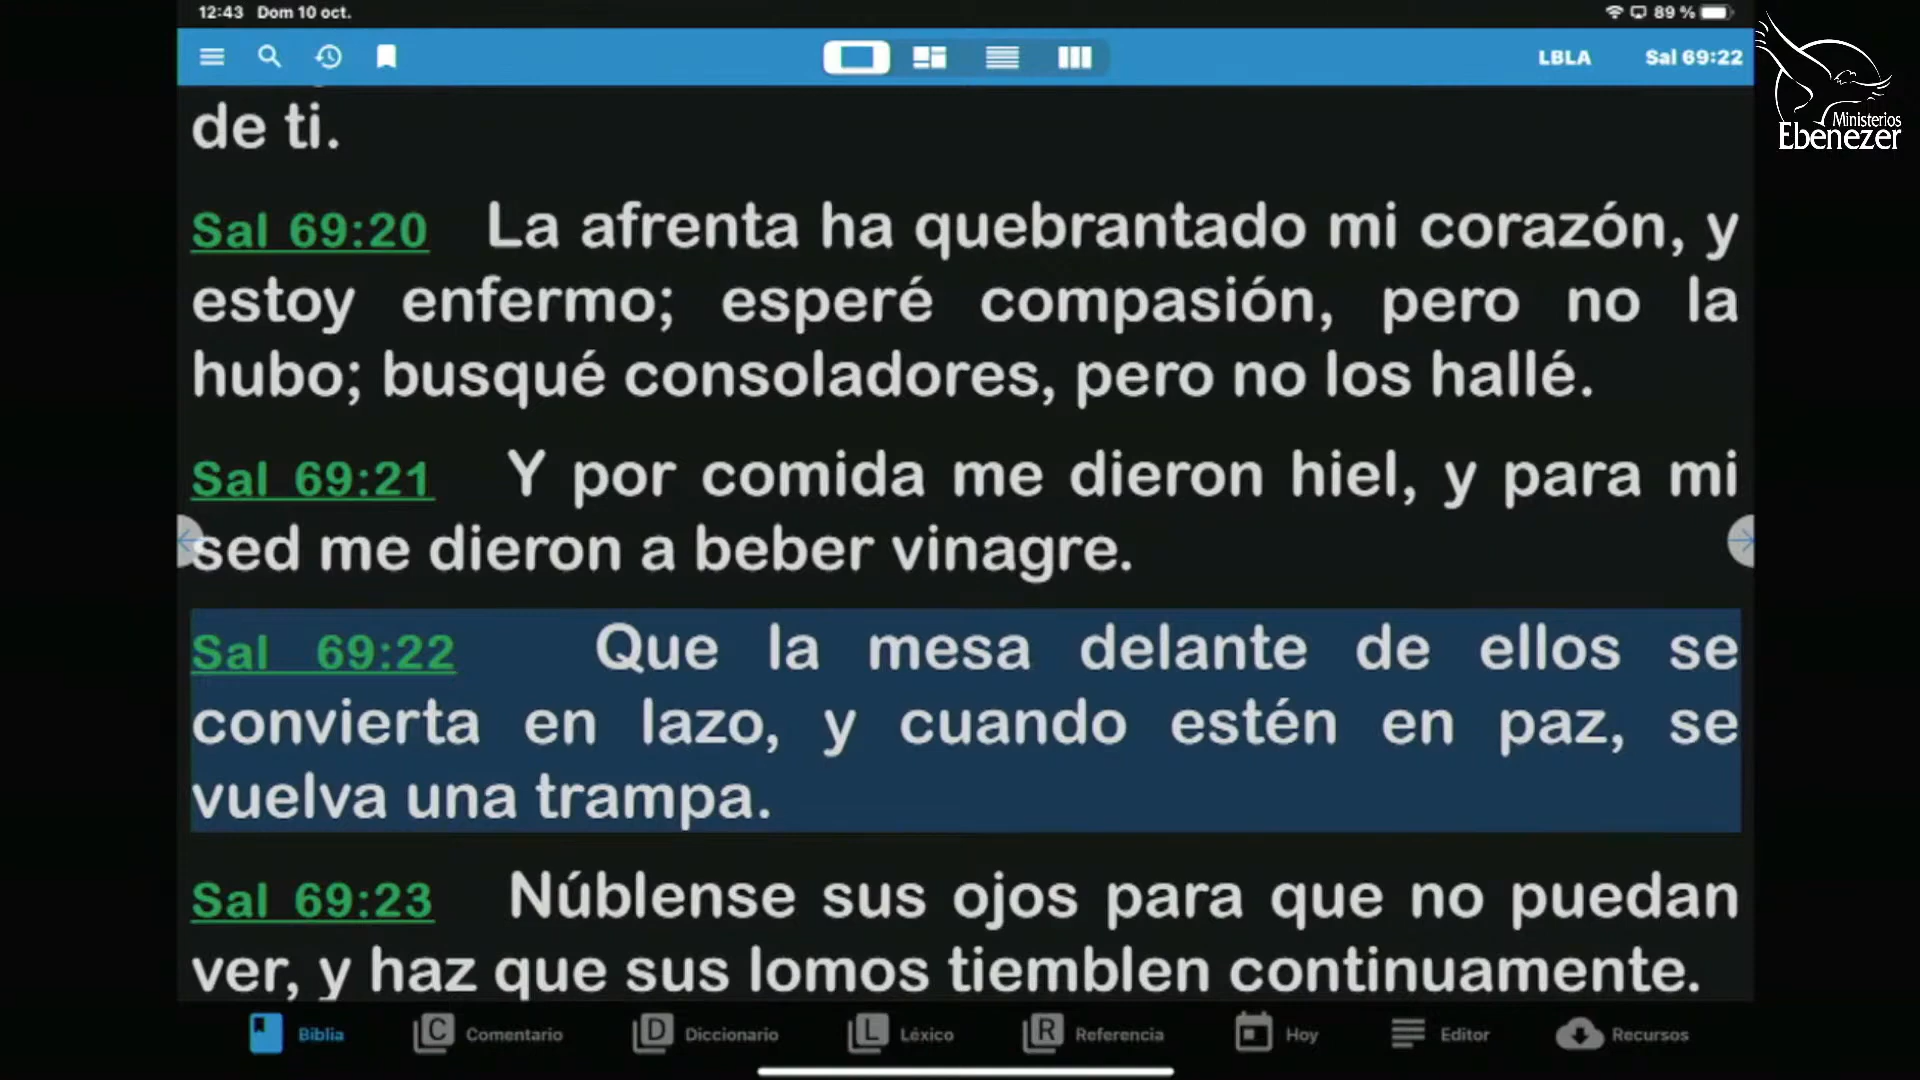 12:43 Dom 10 oct.
89 %
LBLA Sal 69:22
Ministerios
Ebenezer
de ti.
Sal 69:20 La afrenta ha quebrantado mi corazón, y
estoy enfermo; esperé compasión, pero no la
hubo; busqué consoladores, pero no los hallé.
Sal 69:21 Y por comida me dieron hiel, y para mi
sed me dieron a beber vinagre.
Sal 69:22 Que la mesa delante de ellos se
convierta en lazo, y cuando estén en paz, se
vuelva una trampa.
Sal 69:23 Núblense sus ojos para que no puedan
ver, y haz que sus lomos tiemblen continuamente.
Biblia C Comentario D Diccionario L Léxico R Referencia Hoy Editor Recursos